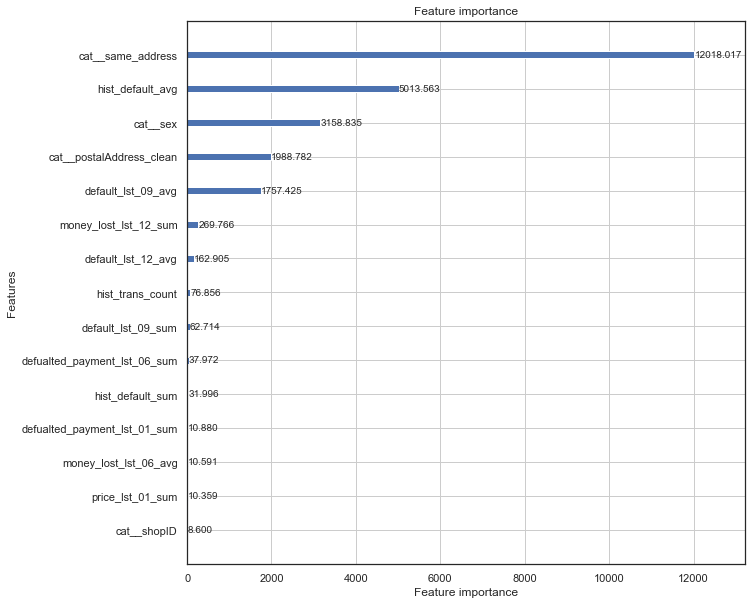 Feature importance
cat__same_address 12018.017
hist_default_avg 5013.563
cat__sex 3158.835
cat__postalAddress_clean 1988.782
default_lst_09_avg 1757.425
money_lost_lst_12_sum 269.766
default_lst_12_avg 162.905
hist_trans_count 76.856
default_lst_09_sum 62.714
defualted_payment_lst_06_sum 37.972
hist_default_sum 31.996
defualted_payment_lst_01_sum 10.880
money_lost_lst_06_avg 10.591
price_lst_01_sum 10.359
cat__shopID 8.600
Features
0 2000 4000 6000 8000 10000 12000
Feature importance